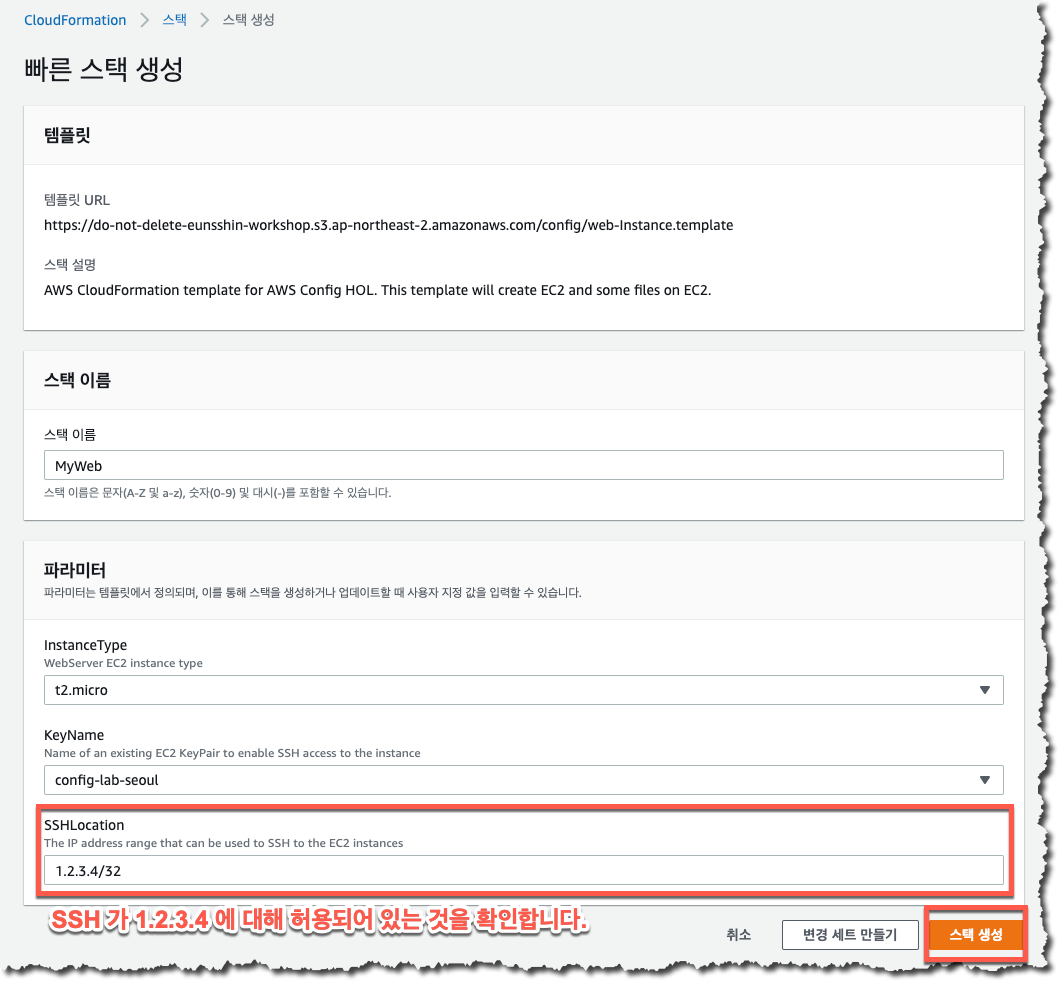 CloudFormation > 스택 > 스택 생성
빠른 스택 생성
템플릿
템플릿 URL
https://do-not-delete-eunsshin-workshop.s3.ap-northeast-2.amazonaws.com/config/web-Instance.template
스택 설명
AWS CloudFormation template for AWS Config HOL. This template will create EC2 and some files on EC2.
스택 이름
스택 이름
MyWeb
스택 이름은 문자(A-Z 및 a-z), 숫자(0-9) 및 대시(-)를 포함할 수 있습니다.
파라미터
파라미터는 템플릿에서 정의되며, 이를 통해 스택을 생성하거나 업데이트할 때 사용자 지정 값을 입력할 수 있습니다.
InstanceType
WebServer EC2 instance type
t2.micro
KeyName
Name of an existing EC2 KeyPair to enable SSH access to the instance
config-lab-seoul
SSHLocation
The IP address range that can be used to SSH to the EC2 instances
1.2.3.4/32
SSH 가 1.2.3.4 에 대해 허용되어 있는 것을 확인합니다.
취소 변경 세트 만들기 스택 생성